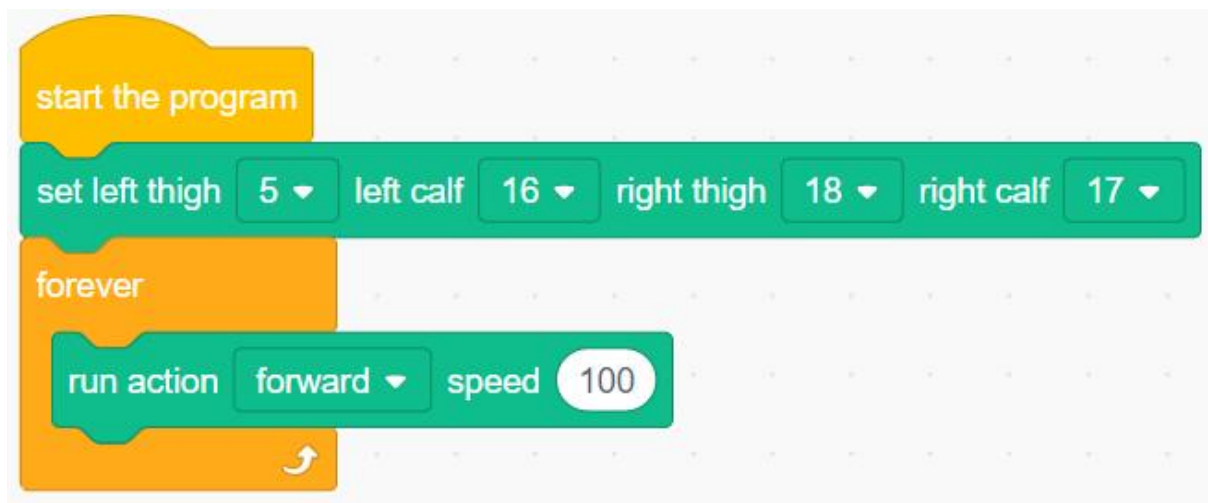 start the program
set left thigh 5 left calf 16 right thigh 18 right calf 17
forever
run action forward speed 100